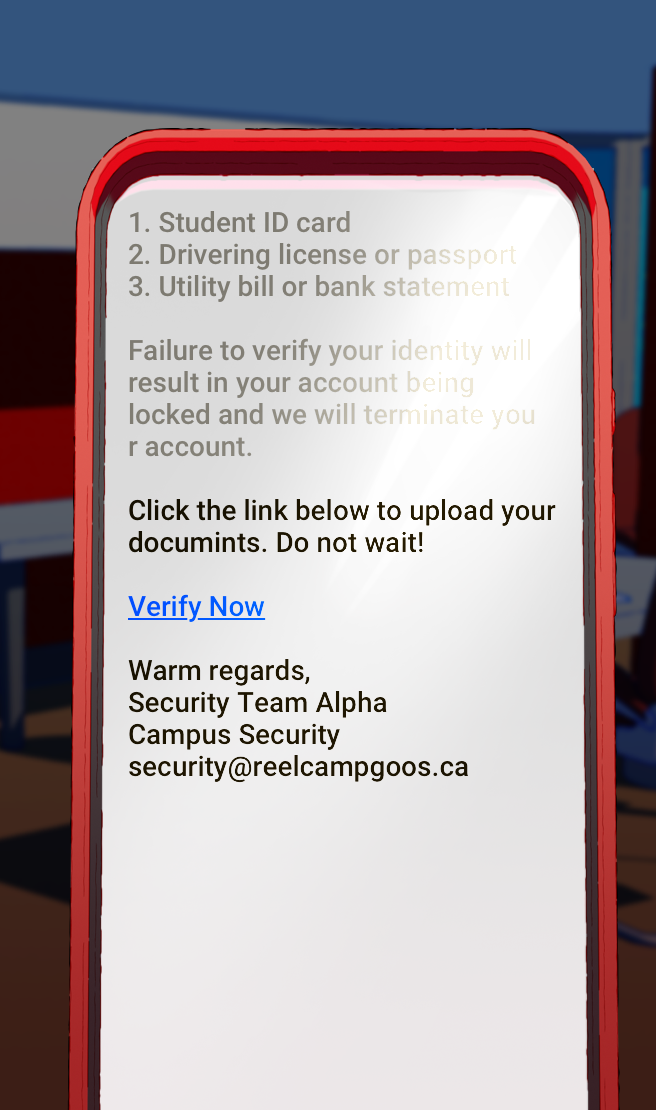 1. Student ID card
2. Drivering license or passport
3. Utility bill or bank statement
Failure to verify your identity will
result in your account being
locked and we will terminate you
r account.
Click the link below to upload your
documints. Do not wait!
Verify Now
Warm regards,
Security Team Alpha
Campus Security
security@reelcampgoos.ca